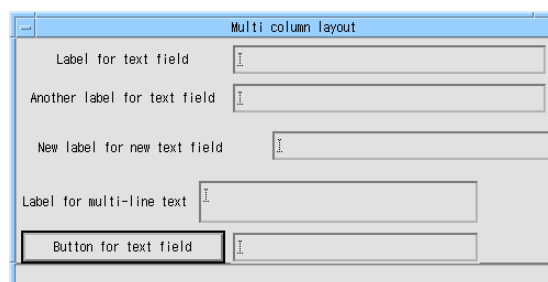 Multi column layout
Label for text field
Another label for text field
New label for new text field
Label for multi-line text
Button for text field